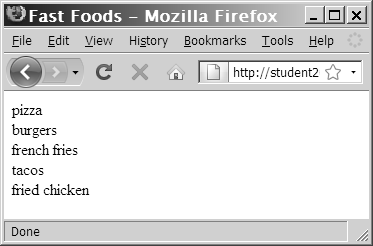 Fast Foods - Mozilla Firefox
File Edit View History Bookmarks Tools Help
http://student2
pizza
burgers
french fries
tacos
fried chicken
Done